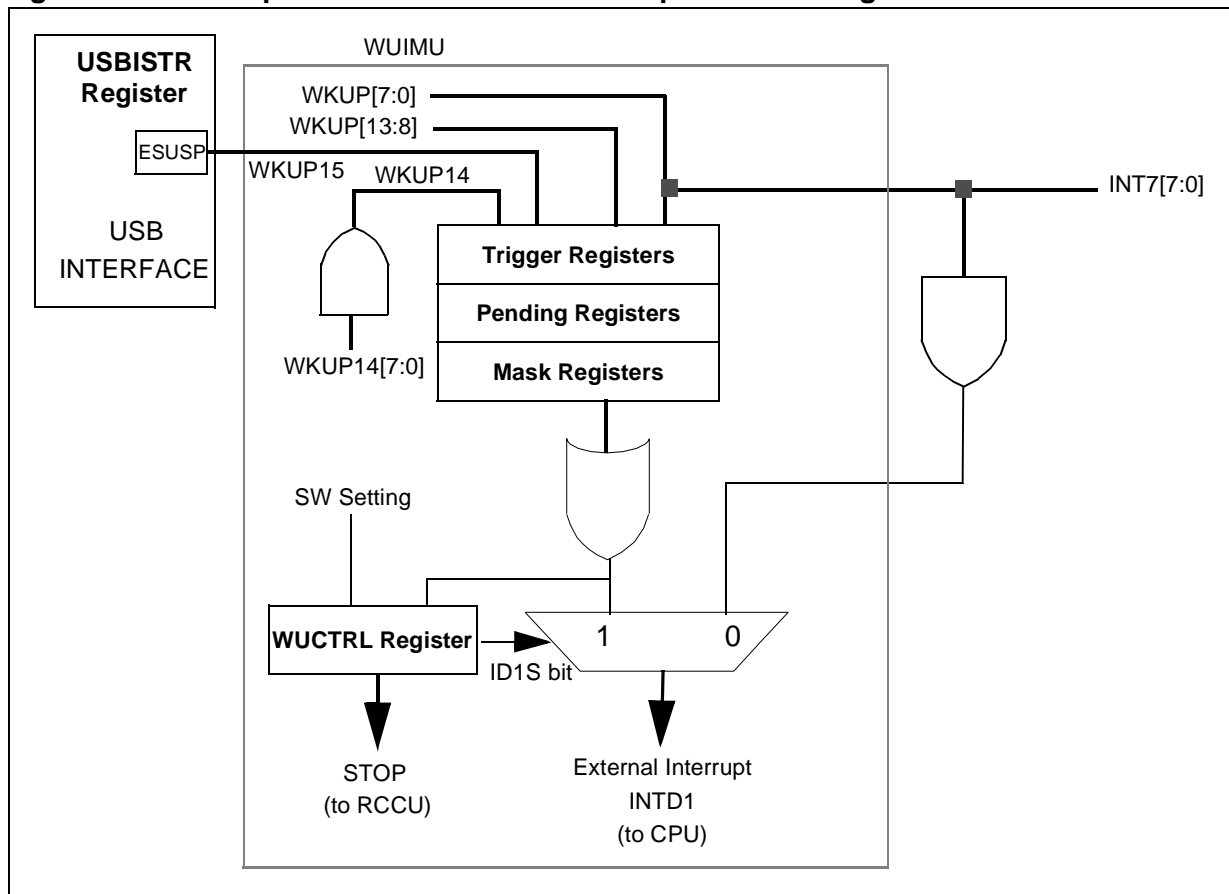 WUIMU
USBISTR
Register
ESUSP
USB
INTERFACE
WKUP[7:0]
WKUP[13:8]
WKUP15
WKUP14
INT7[7:0]
Trigger Registers
Pending Registers
Mask Registers
WKUP14[7:0]
SW Setting
WUCTRL Register
1
0
ID1S bit
STOP
(to RCCU)
External Interrupt
INTD1
(to CPU)